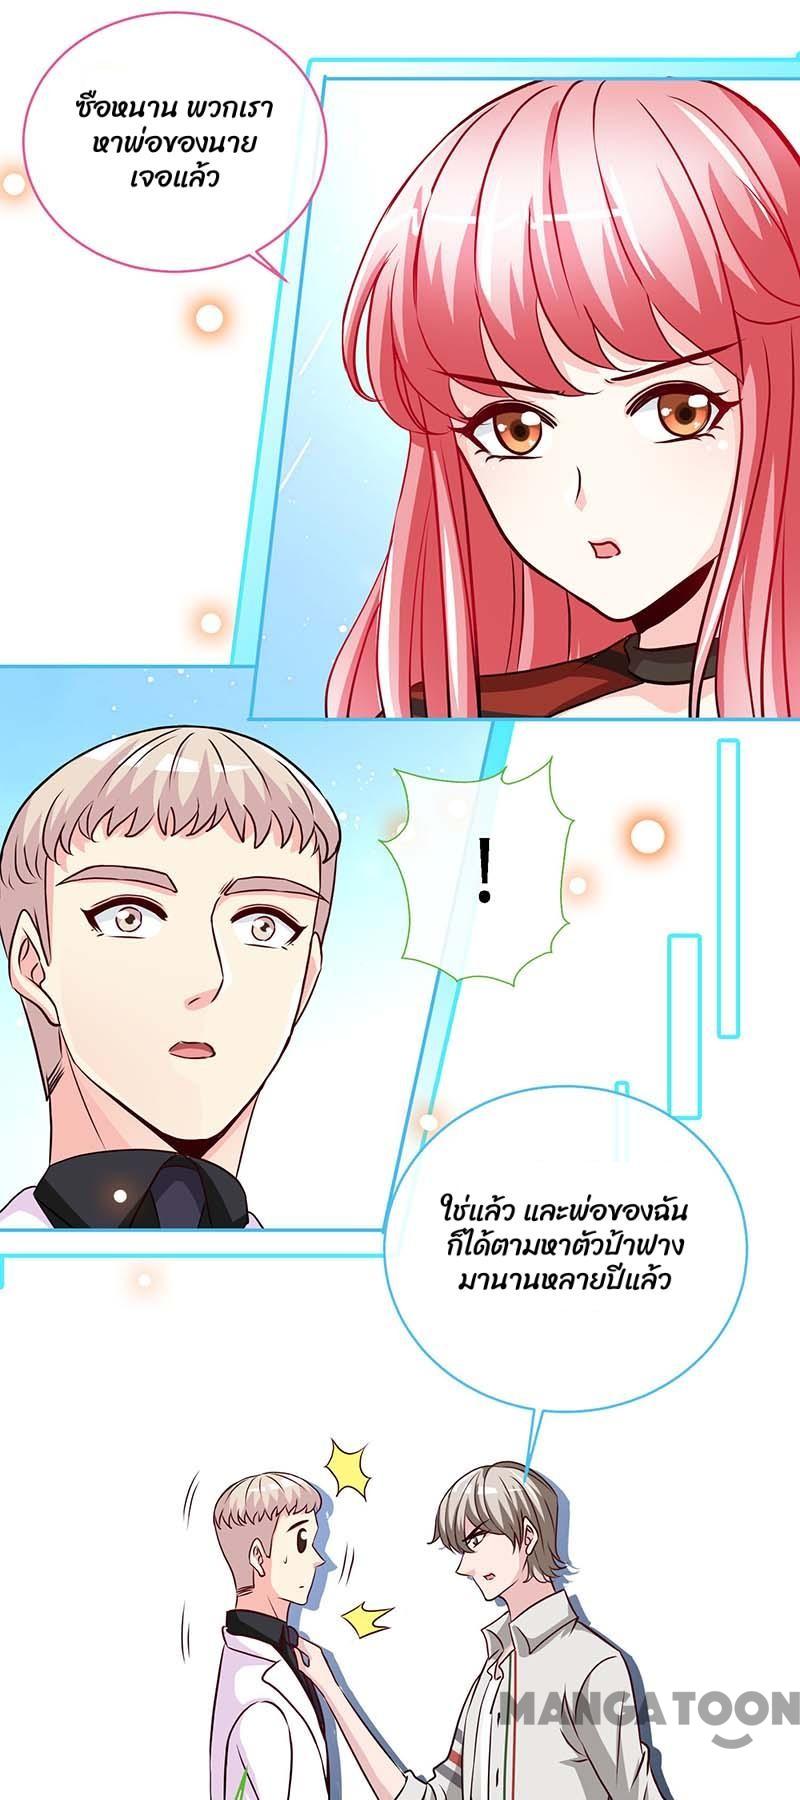 ซือหนาน พวกเรา
หาพ่อของนาย
เจอแล้ว
!
ใช่แล้ว และพ่อของฉัน
ก็ได้ตามหาตัวป้าฟาง
มานานหลายปีแล้ว
MANGATOON